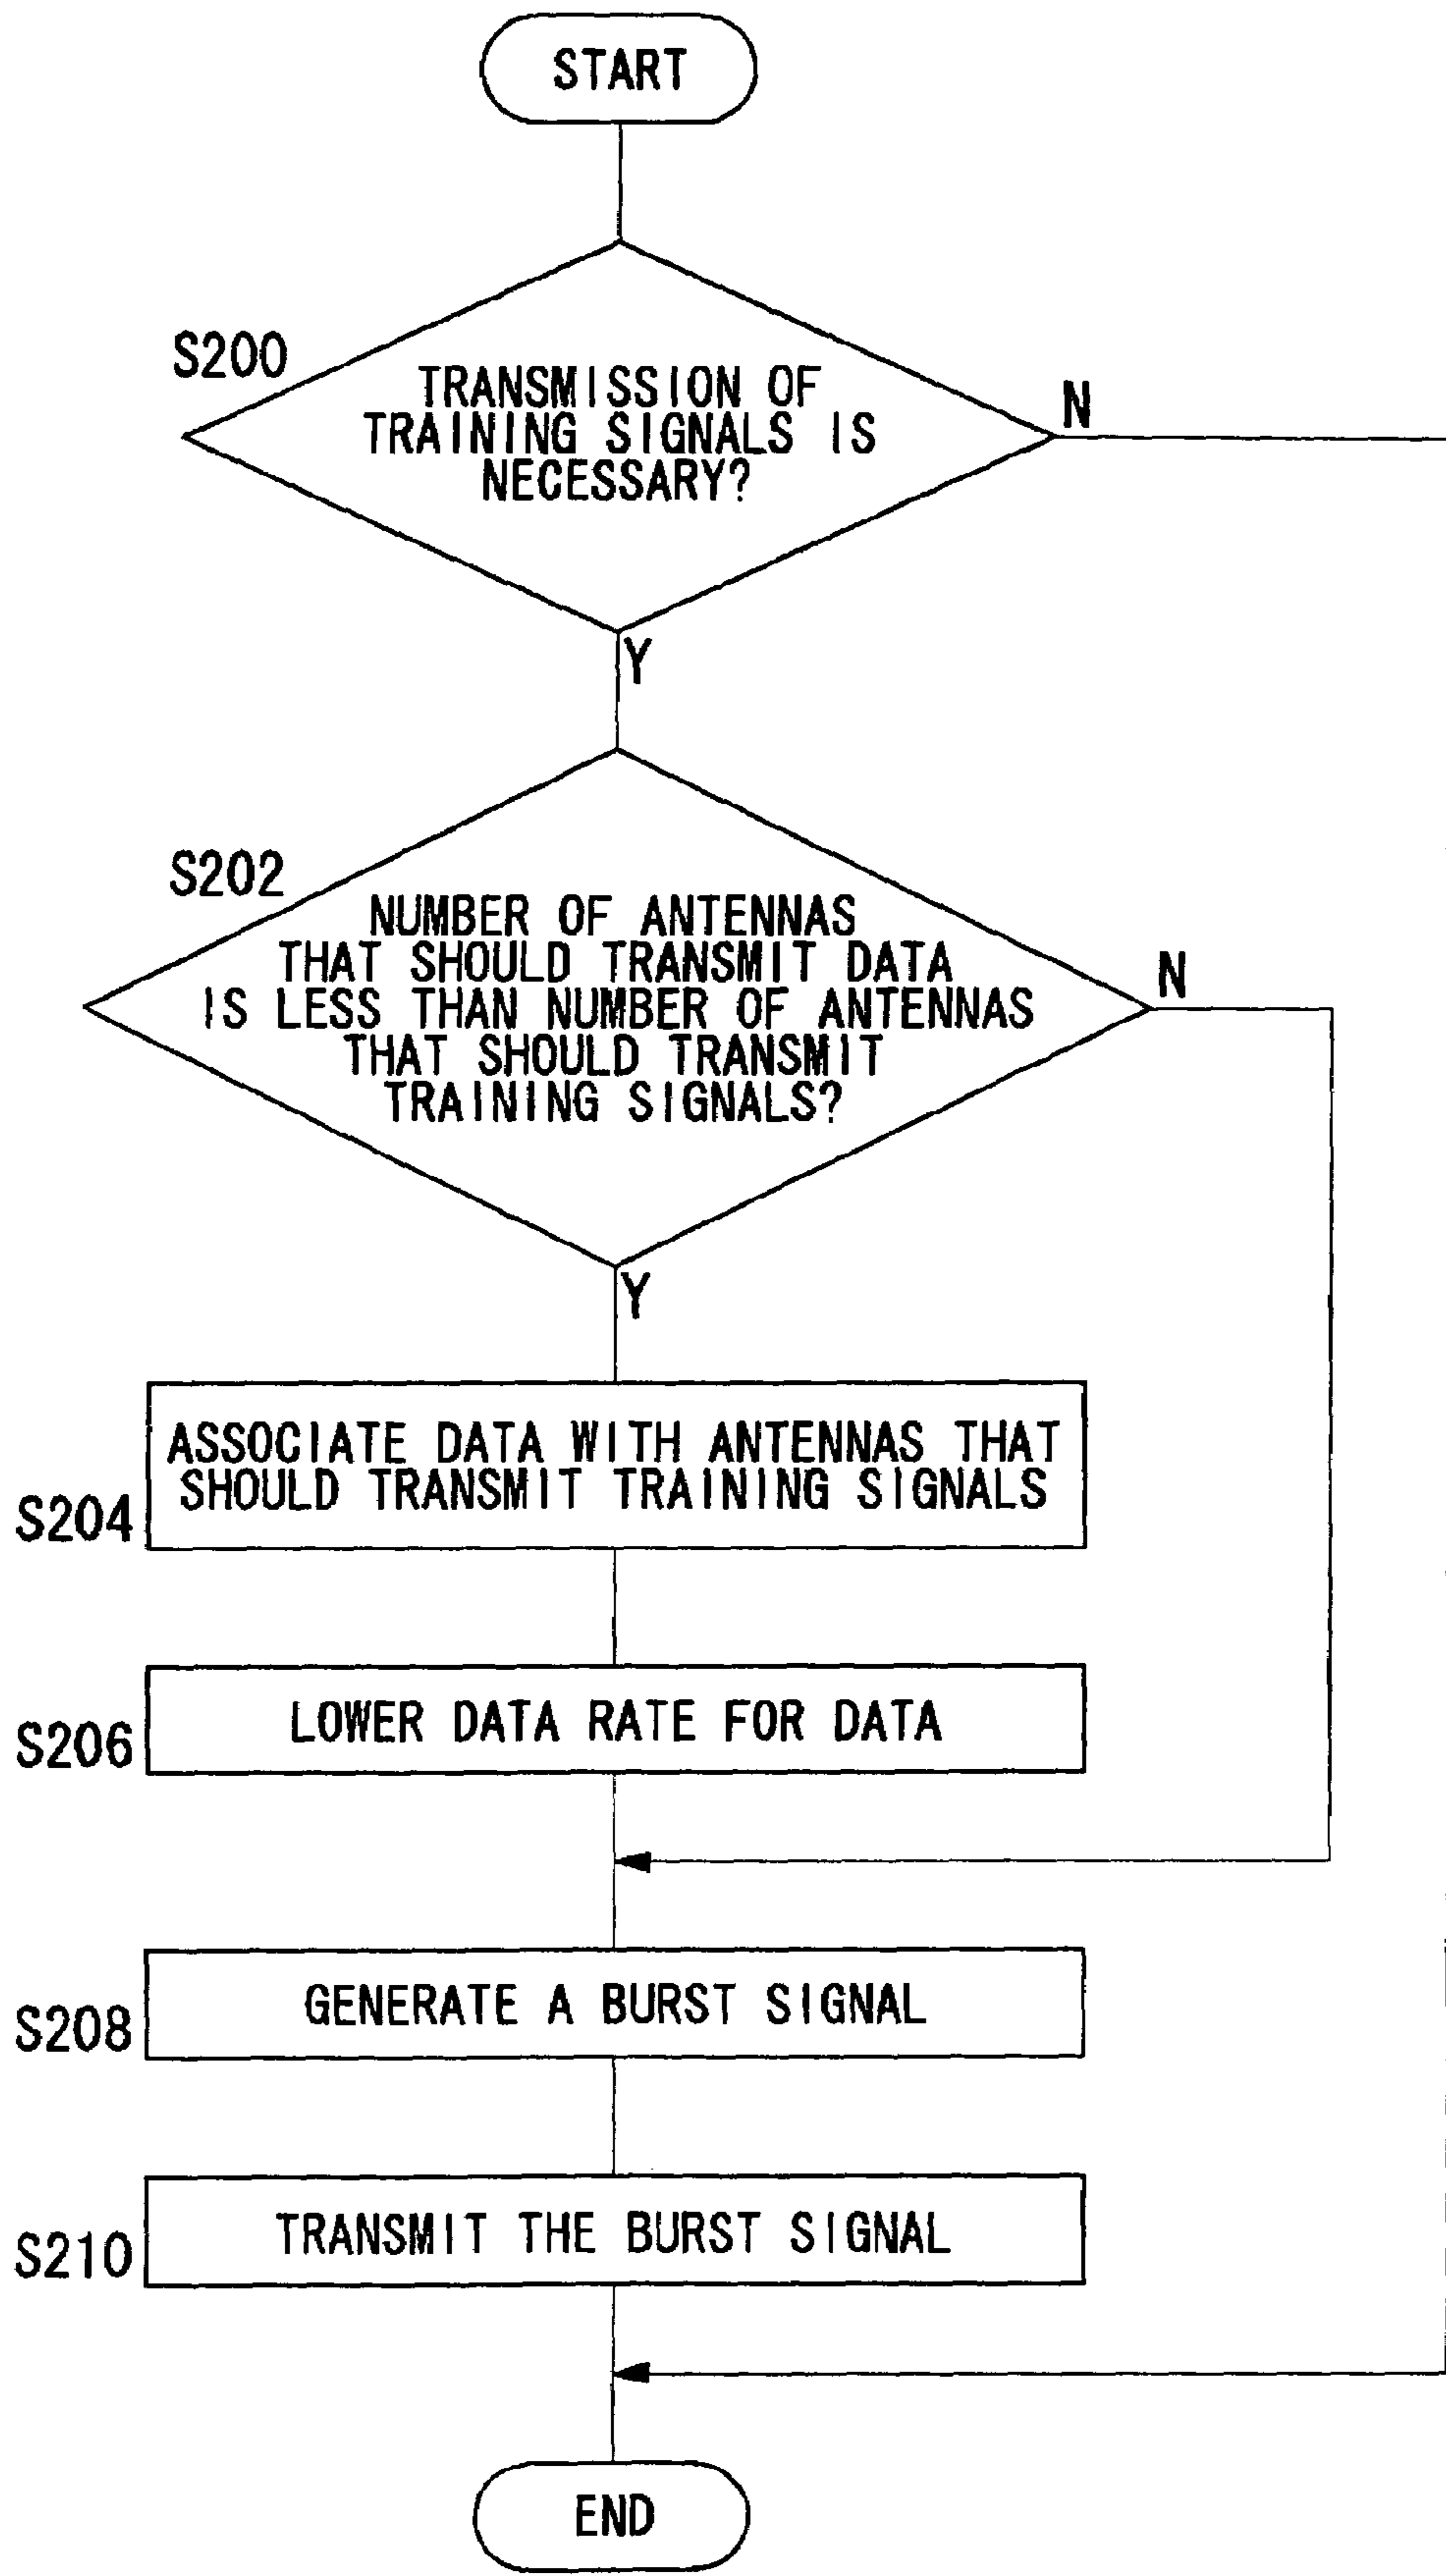 START
S200
TRANSMISSION OF
TRAINING SIGNALS IS
NECESSARY?
N
Y
S202
NUMBER OF ANTENNAS
THAT SHOULD TRANSMIT DATA
IS LESS THAN NUMBER OF ANTENNAS
THAT SHOULD TRANSMIT
TRAINING SIGNALS?
N
Y
ASSOCIATE DATA WITH ANTENNAS THAT
SHOULD TRANSMIT TRAINING SIGNALS
S204
LOWER DATA RATE FOR DATA
S206
GENERATE A BURST SIGNAL
S208
TRANSMIT THE BURST SIGNAL
S210
END